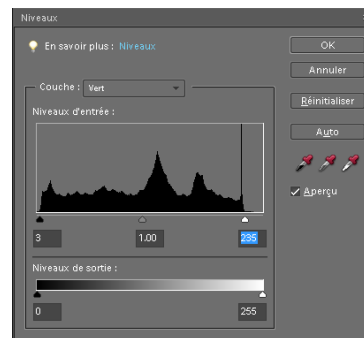 Niveaux
En savoir plus : Niveaux
OK
Annuler
Réinitialiser
Auto
Aperçu
Couche : Vert
Niveaux d'entrée :
3 1.00 235
Niveaux de sortie :
0 255